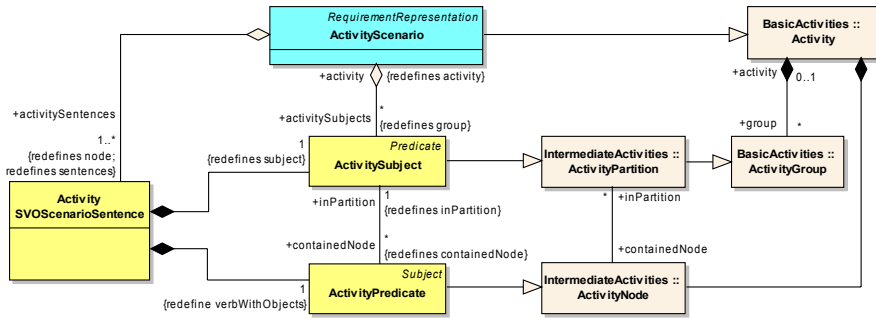 RequirementRepresentation
ActivityScenario
BasicActivities ::
Activity
+activity
{redefines activity}
+activity
0..1
+activitySentences
+activitySubjects
*
{redefines group}
+group
*
1..*
{redefines node;
redefines sentences}
1
{redefines subject}
Predicate
ActivitySubject
IntermediateActivities ::
ActivityPartition
BasicActivities ::
ActivityGroup
Activity
SVOScenarioSentence
+inPartition
1
{redefines inPartition}
*
+inPartition
+containedNode
*
{redefines containedNode}
+containedNode
Subject
ActivityPredicate
IntermediateActivities ::
ActivityNode
1
{redefine verbWithObjects}